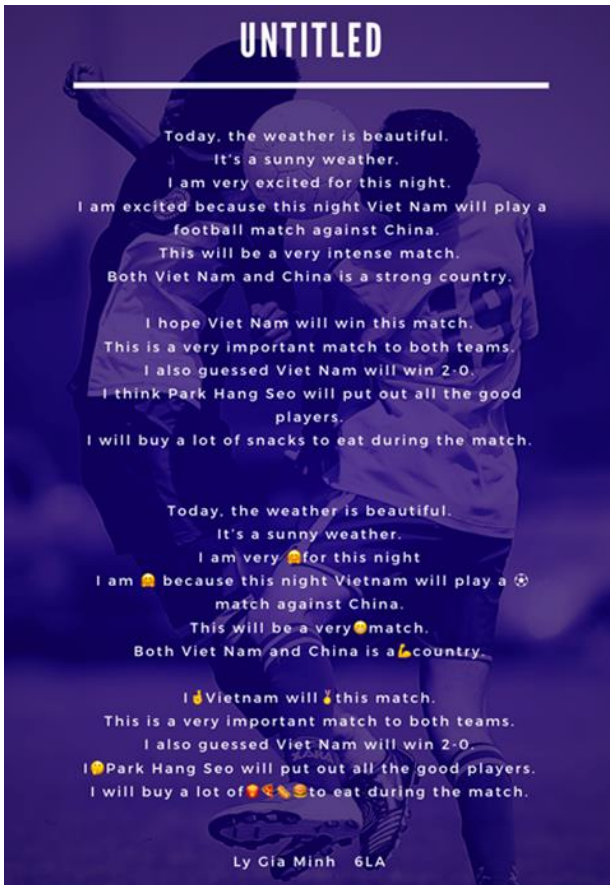 UNTITLED
Today, the weather is beautiful.
It's a sunny weather.
I am very excited for this night.
I am excited because this night Viet Nam will play a
football match against China.
This will be a very intense match.
Both Viet Nam and China is a strong country.
I hope Viet Nam will win this match.
This is a very important match to both teams.
I also guessed Viet Nam will win 2-0.
I think Park Hang Seo will put out all the good
players.
I will buy a lot of snacks to eat during the match.
Today, the weather is beautiful.
It's a sunny weather.
I am very 🤗for this night
I am 🤗 because this night Vietnam will play a ⚽
match against China.
This will be a very😁match.
Both Viet Nam and China is a💪country.
I🤞Vietnam will🏅this match.
This is a very important match to both teams.
I also guessed Viet Nam will win 2-0.
I🤔Park Hang Seo will put out all the good players.
I will buy a lot of🍟🍕🌭🍔to eat during the match.
Ly Gia Minh 6LA